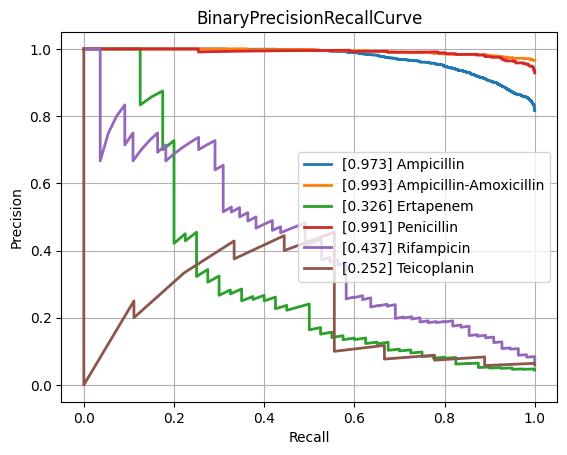 BinaryPrecisionRecallCurve
1.0
0.8
0.6
0.4
0.2
0.0
Precision
[0.973] Ampicillin
[0.993] Ampicillin-Amoxicillin
[0.326] Ertapenem
[0.991] Penicillin
[0.437] Rifampicin
[0.252] Teicoplanin
0.0 0.2 0.4 0.6 0.8 1.0
Recall